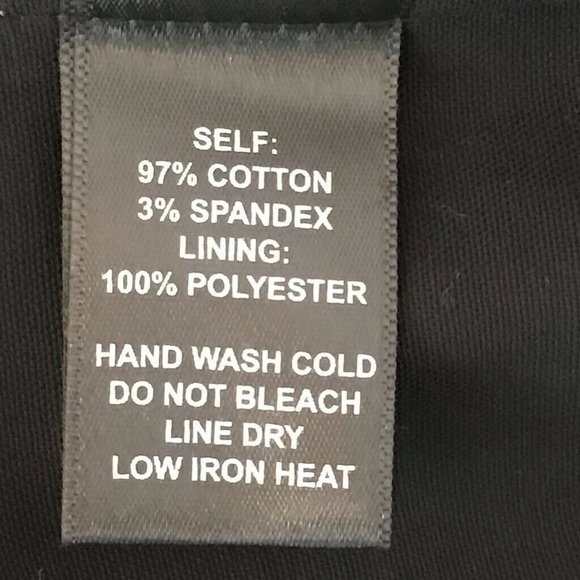 SELF:
97% COTTON
3% SPANDEX
LINING:
100% POLYESTER
HAND WASH COLD
DO NOT BLEACH
LINE DRY
LOW IRON HEAT